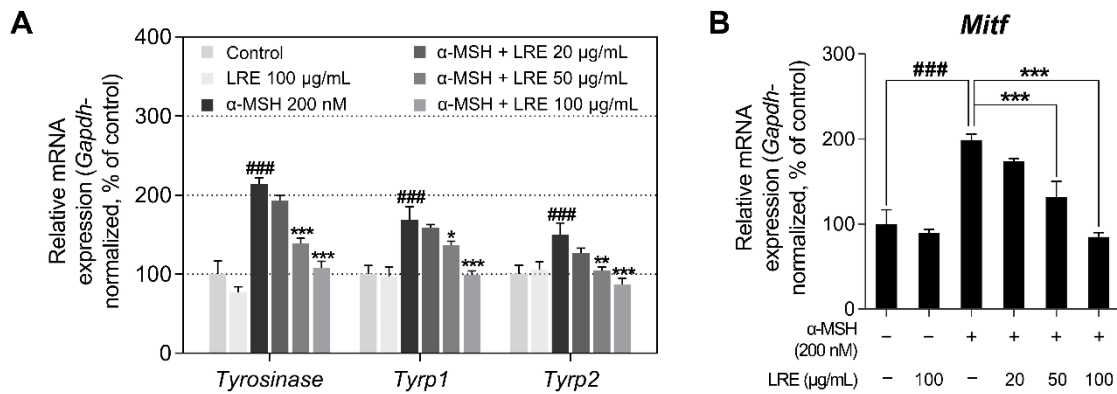 A
Relative mRNA
expression (Gapdh-
normalized, % of control)
400
300
200
100
0
Control
LRE 100 µg/mL
α-MSH 200 nM
α-MSH + LRE 20 µg/mL
α-MSH + LRE 50 µg/mL
α-MSH + LRE 100 µg/mL
###
***
***
###
*
***
###
**
***
Tyrosinase
Tyrp1
Tyrp2
B
Mitf
Relative mRNA
expression (Gapdh-
normalized, % of control)
300
200
100
0
###
***
***
α-MSH
(200 nM)
– – + + + +
LRE (µg/mL) – 100 – 20 50 100